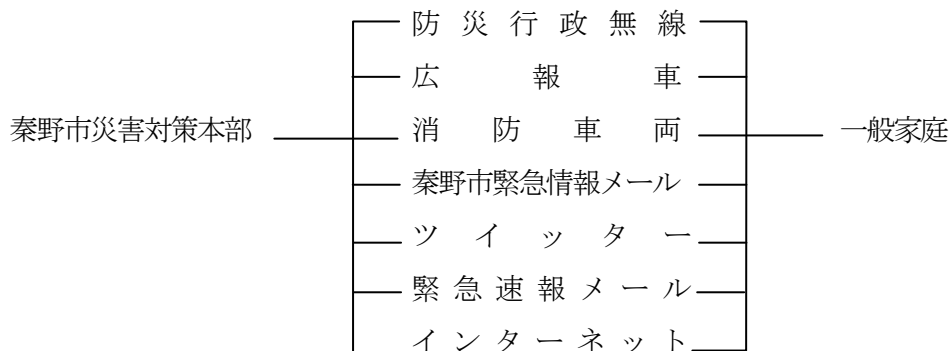 防災行政無線
広報車
秦野市災害対策本部
消防車両
一般家庭
秦野市緊急情報メール
ツイッター
緊急速報メール
インターネット